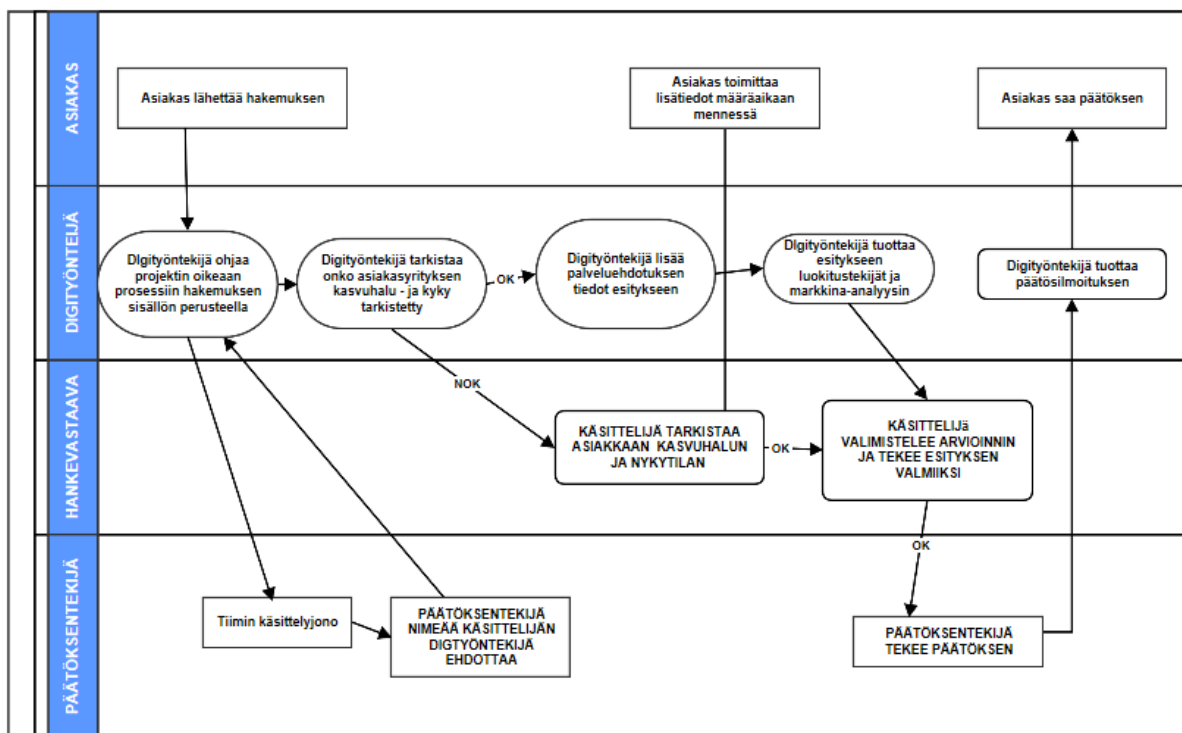 ASIAKAS
Asiakas lähettää hakemuksen
Asiakas toimittaa
lisätiedot määräaikaan
mennessä
Asiakas saa päätöksen
DIGITYÖNTEIJÄ
DIgityöntekijä ohjaa
projektin oikeaan
prosessiin hakemuksen
sisällön perusteella
Digityöntekijä tarkistaa
onko asiakasyrityksen
kasvuhalu - ja kyky
tarkistetty
OK
Digityöntekijä lisää
palveluehdotuksen
tiedot esitykseen
DIgityöntekijä tuottaa
esitykseen
luokitustekijät ja
markkina-analyysin
Digityöntekijä tuottaa
päätösilmoituksen
HANKEVASTAAVA
NOK
KÄSITTELIJÄ TARKISTAA
ASIAKKAAN KASVUHALUN
JA NYKYTILAN
OK
KÄSITTELIJä
VALIMISTELEE ARVIOINNIN
JA TEKEE ESITYKSEN
VALMIIKSI
OK
PÄÄTÖKSENTEKIJÄ
Tiimin käsittelyjono
PÄÄTÖKSENTEKIJÄ
NIMEÄÄ KÄSITTELIJÄN
DIGTYÖNTEKIJÄ
EHDOTTAA
PÄÄTÖKSENTEKIJÄ
TEKEE PÄÄTÖKSEN